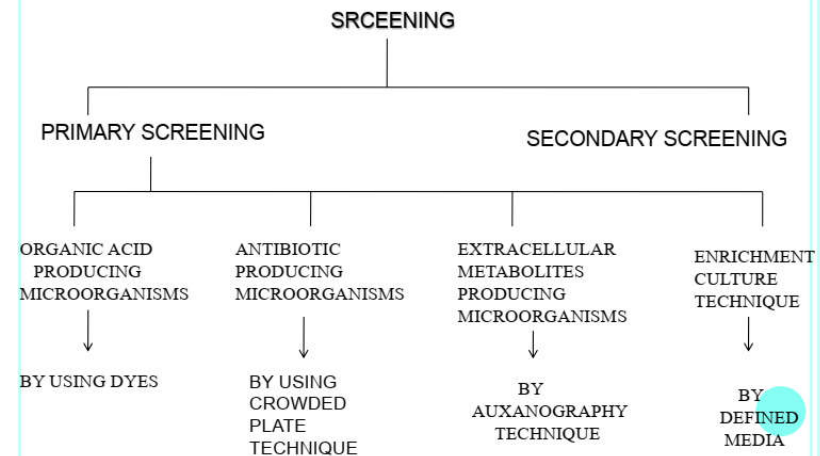 SRCEENING
PRIMARY SCREENING
SECONDARY SCREENING
ORGANIC ACID
PRODUCING
MICROORGANISMS
ANTIBIOTIC
PRODUCING
MICROORGANISMS
EXTRACELLULAR
METABOLITES
PRODUCING
MICROORGANISMS
ENRICHMENT
CULTURE
TECHNIQUE
BY USING DYES
BY USING
CROWDED
PLATE
TECHNIQUE
BY
AUXANOGRAPHY
TECHNIQUE
BY
DEFINED
MEDIA